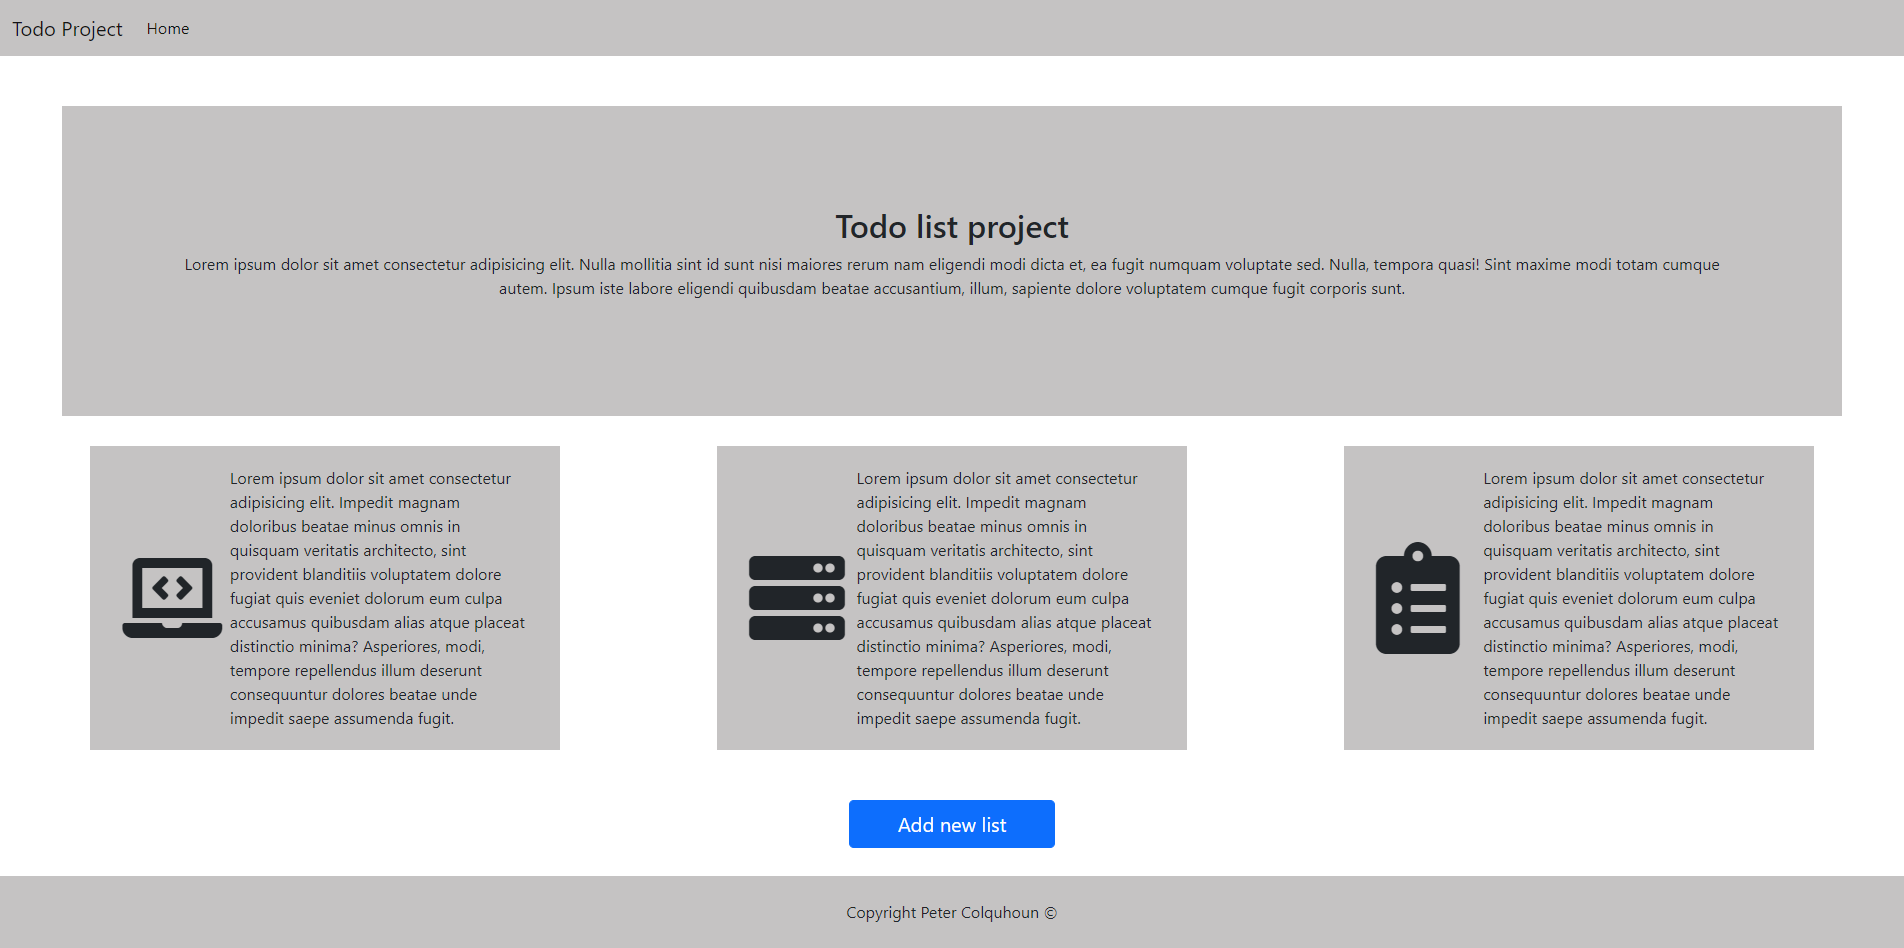 Todo Project Home
Todo list project
Lorem ipsum dolor sit amet consectetur adipisicing elit. Nulla mollitia sint id sunt nisi maiores rerum nam eligendi modi dicta et, ea fugit numquam voluptate sed. Nulla, tempora quasi! Sint maxime modi totam cumque
autem. Ipsum iste labore eligendi quibusdam beatae accusantium, illum, sapiente dolore voluptatem cumque fugit corporis sunt.
Lorem ipsum dolor sit amet consectetur
adipisicing elit. Impedit magnam
doloribus beatae minus omnis in
quisquam veritatis architecto, sint
provident blanditiis voluptatem dolore
fugiat quis eveniet dolorum eum culpa
accusamus quibusdam alias atque placeat
distinctio minima? Asperiores, modi,
tempore repellendus illum deserunt
consequuntur dolores beatae unde
impedit saepe assumenda fugit.
Lorem ipsum dolor sit amet consectetur
adipisicing elit. Impedit magnam
doloribus beatae minus omnis in
quisquam veritatis architecto, sint
provident blanditiis voluptatem dolore
fugiat quis eveniet dolorum eum culpa
accusamus quibusdam alias atque placeat
distinctio minima? Asperiores, modi,
tempore repellendus illum deserunt
consequuntur dolores beatae unde
impedit saepe assumenda fugit.
Lorem ipsum dolor sit amet consectetur
adipisicing elit. Impedit magnam
doloribus beatae minus omnis in
quisquam veritatis architecto, sint
provident blanditiis voluptatem dolore
fugiat quis eveniet dolorum eum culpa
accusamus quibusdam alias atque placeat
distinctio minima? Asperiores, modi,
tempore repellendus illum deserunt
consequuntur dolores beatae unde
impedit saepe assumenda fugit.
Add new list
Copyright Peter Colquhoun ©